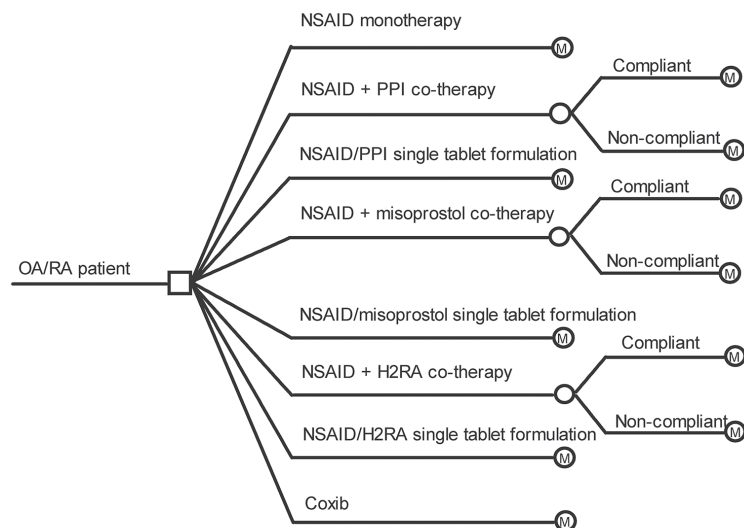 NSAID monotherapy
M
Compliant
M
NSAID + PPI co-therapy
Non-compliant
M
NSAID/PPI single tablet formulation
M
Compliant
M
NSAID + misoprostol co-therapy
Non-compliant
M
OA/RA patient
NSAID/misoprostol single tablet formulation
M
Compliant
M
NSAID + H2RA co-therapy
Non-compliant
M
NSAID/H2RA single tablet formulation
M
Coxib
M